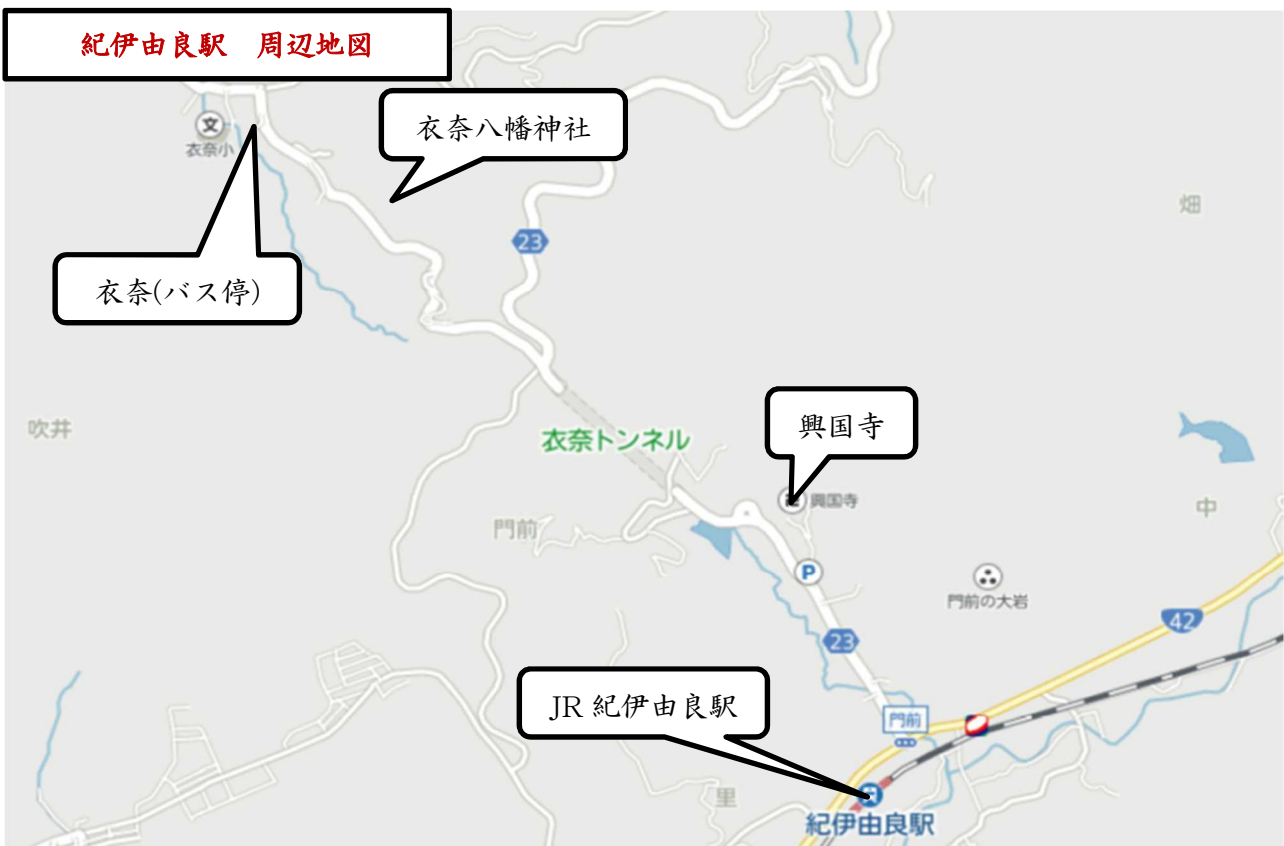 紀伊由良駅　周辺地図
衣奈八幡神社
文
衣奈小
畑
23
衣奈(バス停)
吹井
衣奈トンネル
興国寺
興国寺
中
門前
P
門前の大岩
42
23
JR 紀伊由良駅
門前
里
紀伊由良駅